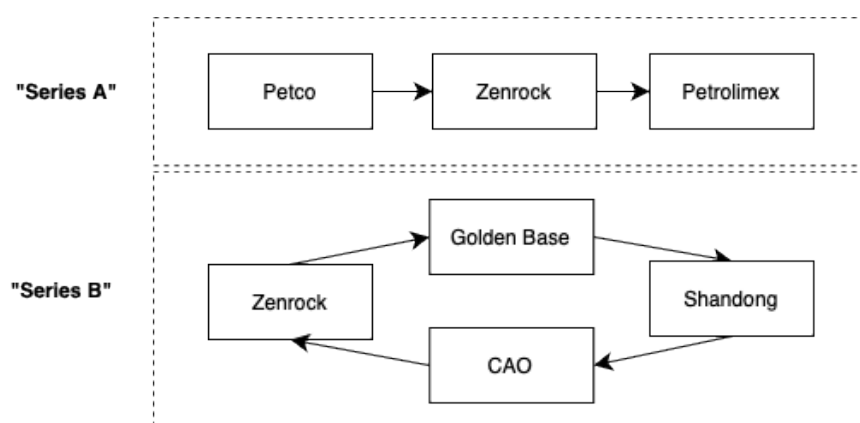 "Series A"
Petco
Zenrock
Petrolimex
"Series B"
Golden Base
Zenrock
Shandong
CAO